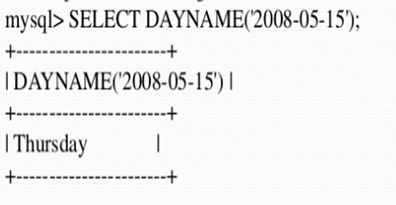 mysql> SELECT DAYNAME('2008-05-15');
+-----------------------+
| DAYNAME('2008-05-15') |
+-----------------------+
| Thursday              |
+-----------------------+